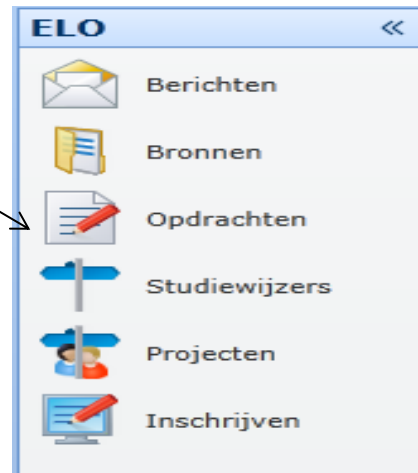 ELO «
Berichten
Bronnen
Opdrachten
Studiewijzers
Projecten
Inschrijven